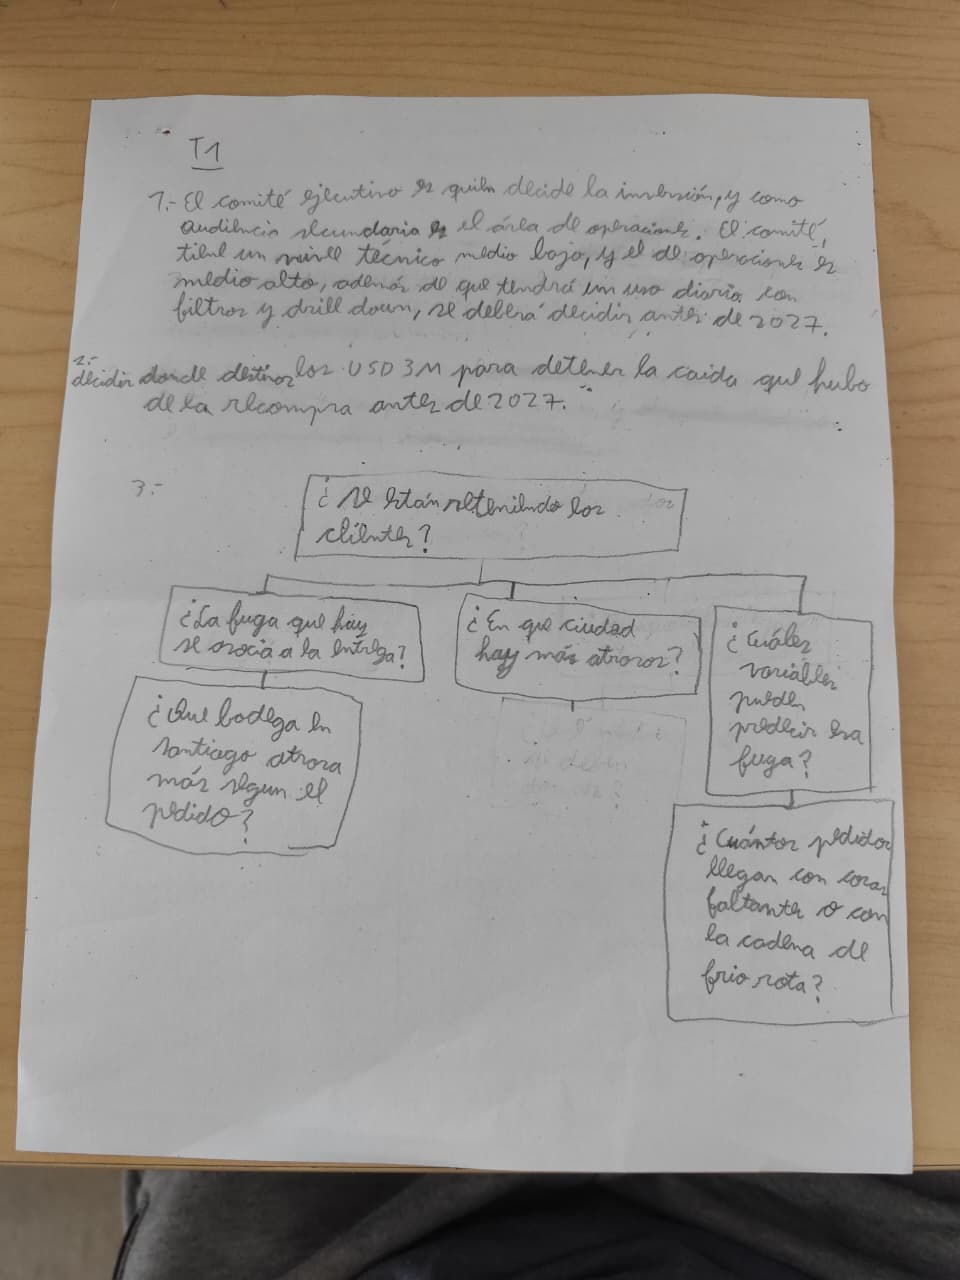 T1
1.- El comité ejecutivo es quien decide la inversión, y como
audiencia secundaria es el área de operaciones. El comité,
tiene un nivel técnico medio bajo, y el de operaciones es
medio alto, además de que tendrá un uso diario con
filtros y drill down, se deberá decidir antes de 2027.
2.-
decidir donde destinar los USD 3M para detener la caida que hubo
de la recompra antes de 2027.
3.-
¿se están reteniendo los
clientes?
¿La fuga que hay
se asocia a la entrega?
¿En que ciudad
hay más atrasos?
¿Cuáles
variables
pueden
predecir esa
fuga?
¿Que bodega en
santiago atrasa
más segun el
pedido?
¿Cuántos pedidos
llegan con cosas
faltantes o con
la cadena de
frio rota?